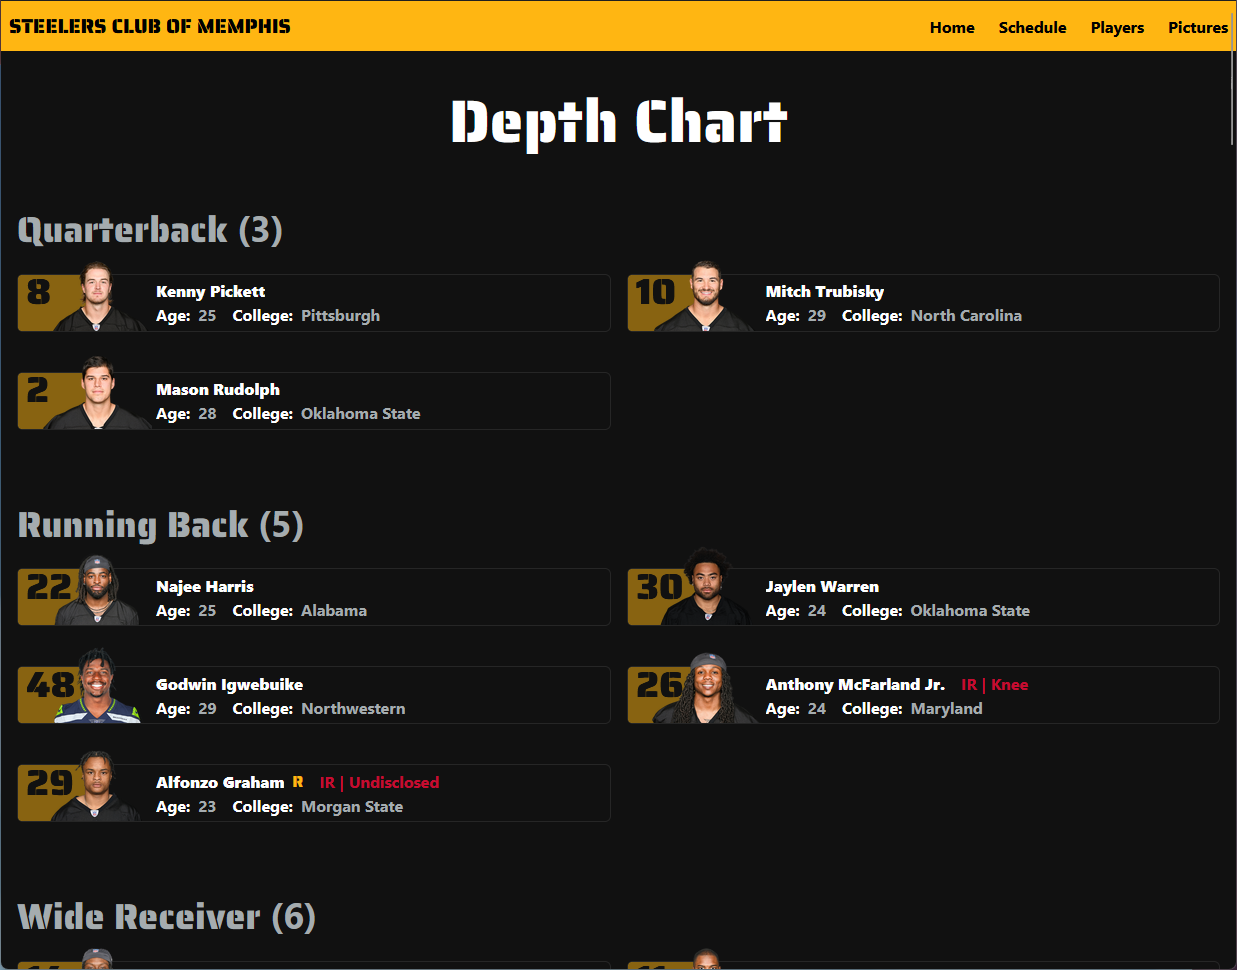 STEELERS CLUB OF MEMPHIS
Home Schedule Players Pictures
Depth Chart
Quarterback (3)
8
Kenny Pickett
Age: 25 College: Pittsburgh
10
Mitch Trubisky
Age: 29 College: North Carolina
2
Mason Rudolph
Age: 28 College: Oklahoma State
Running Back (5)
22
Najee Harris
Age: 25 College: Alabama
30
Jaylen Warren
Age: 24 College: Oklahoma State
48
Godwin Igwebuike
Age: 29 College: Northwestern
26
Anthony McFarland Jr. IR | Knee
Age: 24 College: Maryland
29
Alfonzo Graham R IR | Undisclosed
Age: 23 College: Morgan State
Wide Receiver (6)